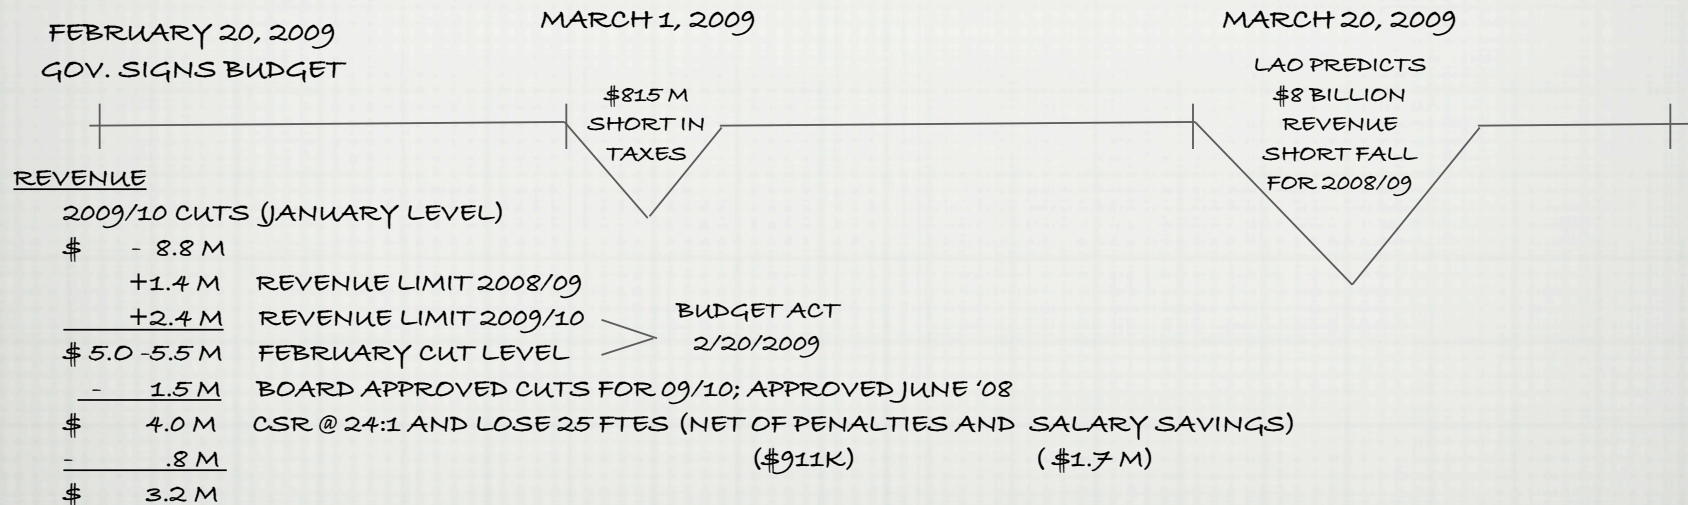 FEBRUARY 20, 2009
GOV. SIGNS BUDGET
MARCH 1, 2009
$815 M
SHORT IN
TAXES
MARCH 20, 2009
LAO PREDICTS
$8 BILLION
REVENUE
SHORT FALL
FOR 2008/09
REVENUE
2009/10 CUTS (JANUARY LEVEL)
$ - 8.8 M
+1.4 M REVENUE LIMIT 2008/09
+2.4 M REVENUE LIMIT 2009/10
$ 5.0 -5.5 M FEBRUARY CUT LEVEL
BUDGET ACT
2/20/2009
- 1.5 M BOARD APPROVED CUTS FOR 09/10; APPROVED JUNE ‘08
$ 4.0 M CSR @ 24:1 AND LOSE 25 FTES (NET OF PENALTIES AND SALARY SAVINGS)
- .8 M ($911K) ( $1.7 M)
$ 3.2 M